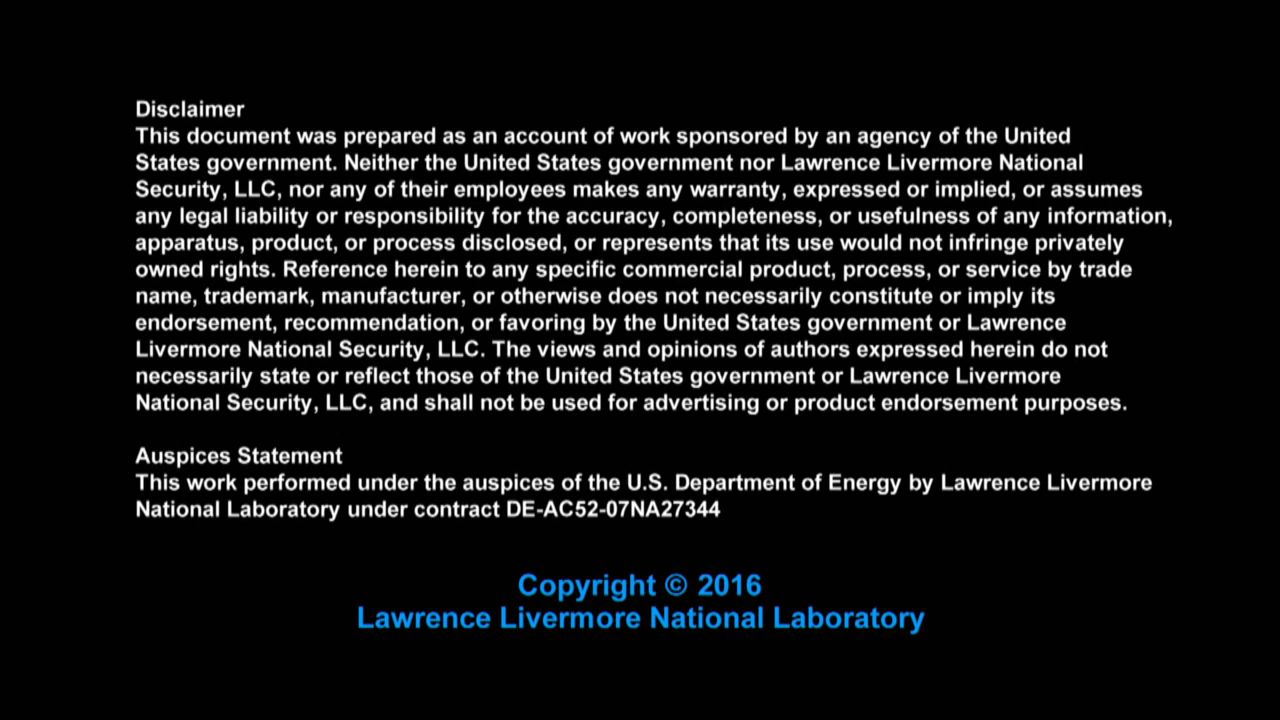 Disclaimer
This document was prepared as an account of work sponsored by an agency of the United
States government. Neither the United States government nor Lawrence Livermore National
Security, LLC, nor any of their employees makes any warranty, expressed or implied, or assumes
any legal liability or responsibility for the accuracy, completeness, or usefulness of any information,
apparatus, product, or process disclosed, or represents that its use would not infringe privately
owned rights. Reference herein to any specific commercial product, process, or service by trade
name, trademark, manufacturer, or otherwise does not necessarily constitute or imply its
endorsement, recommendation, or favoring by the United States government or Lawrence
Livermore National Security, LLC. The views and opinions of authors expressed herein do not
necessarily state or reflect those of the United States government or Lawrence Livermore
National Security, LLC, and shall not be used for advertising or product endorsement purposes.
Auspices Statement
This work performed under the auspices of the U.S. Department of Energy by Lawrence Livermore
National Laboratory under contract DE-AC52-07NA27344
Copyright © 2016
Lawrence Livermore National Laboratory